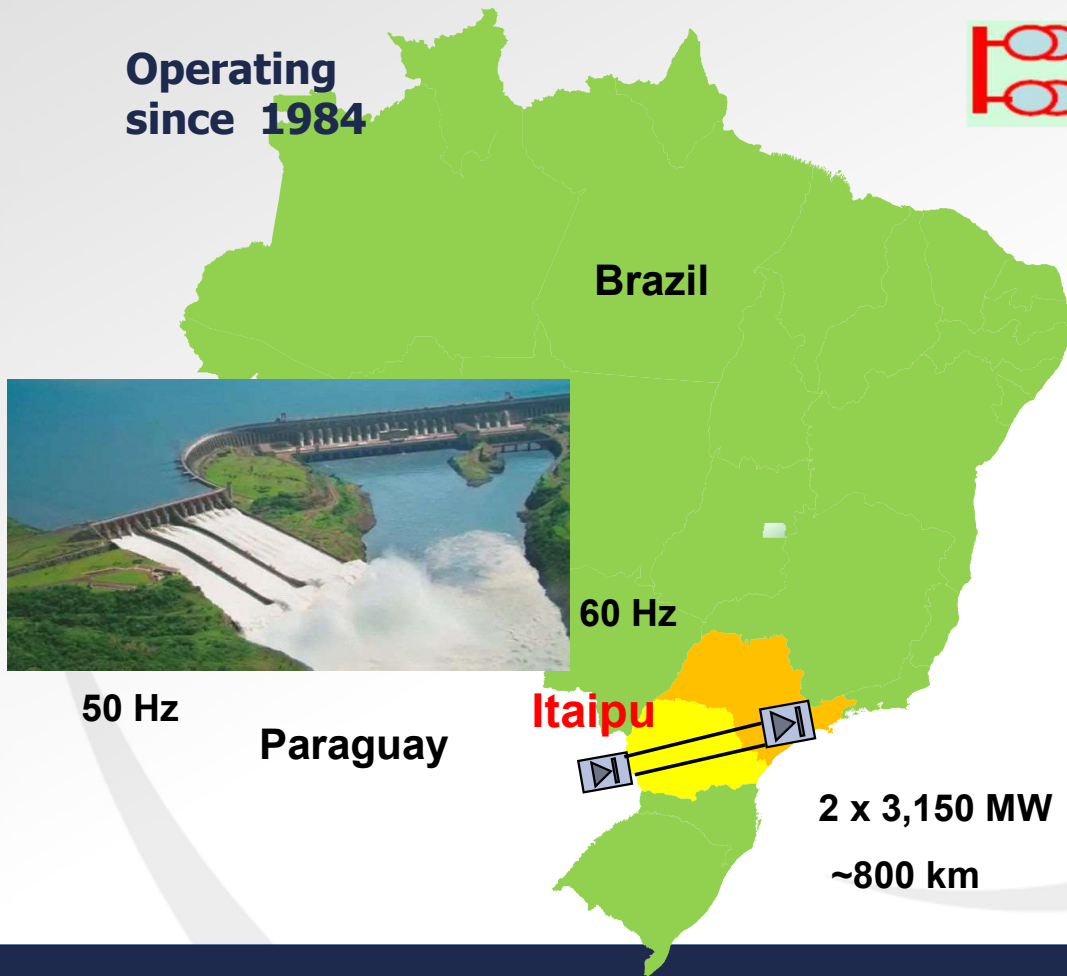 Operating
since 1984
Brazil
60 Hz
50 Hz
Itaipu
Paraguay
2 x 3,150 MW
~800 km